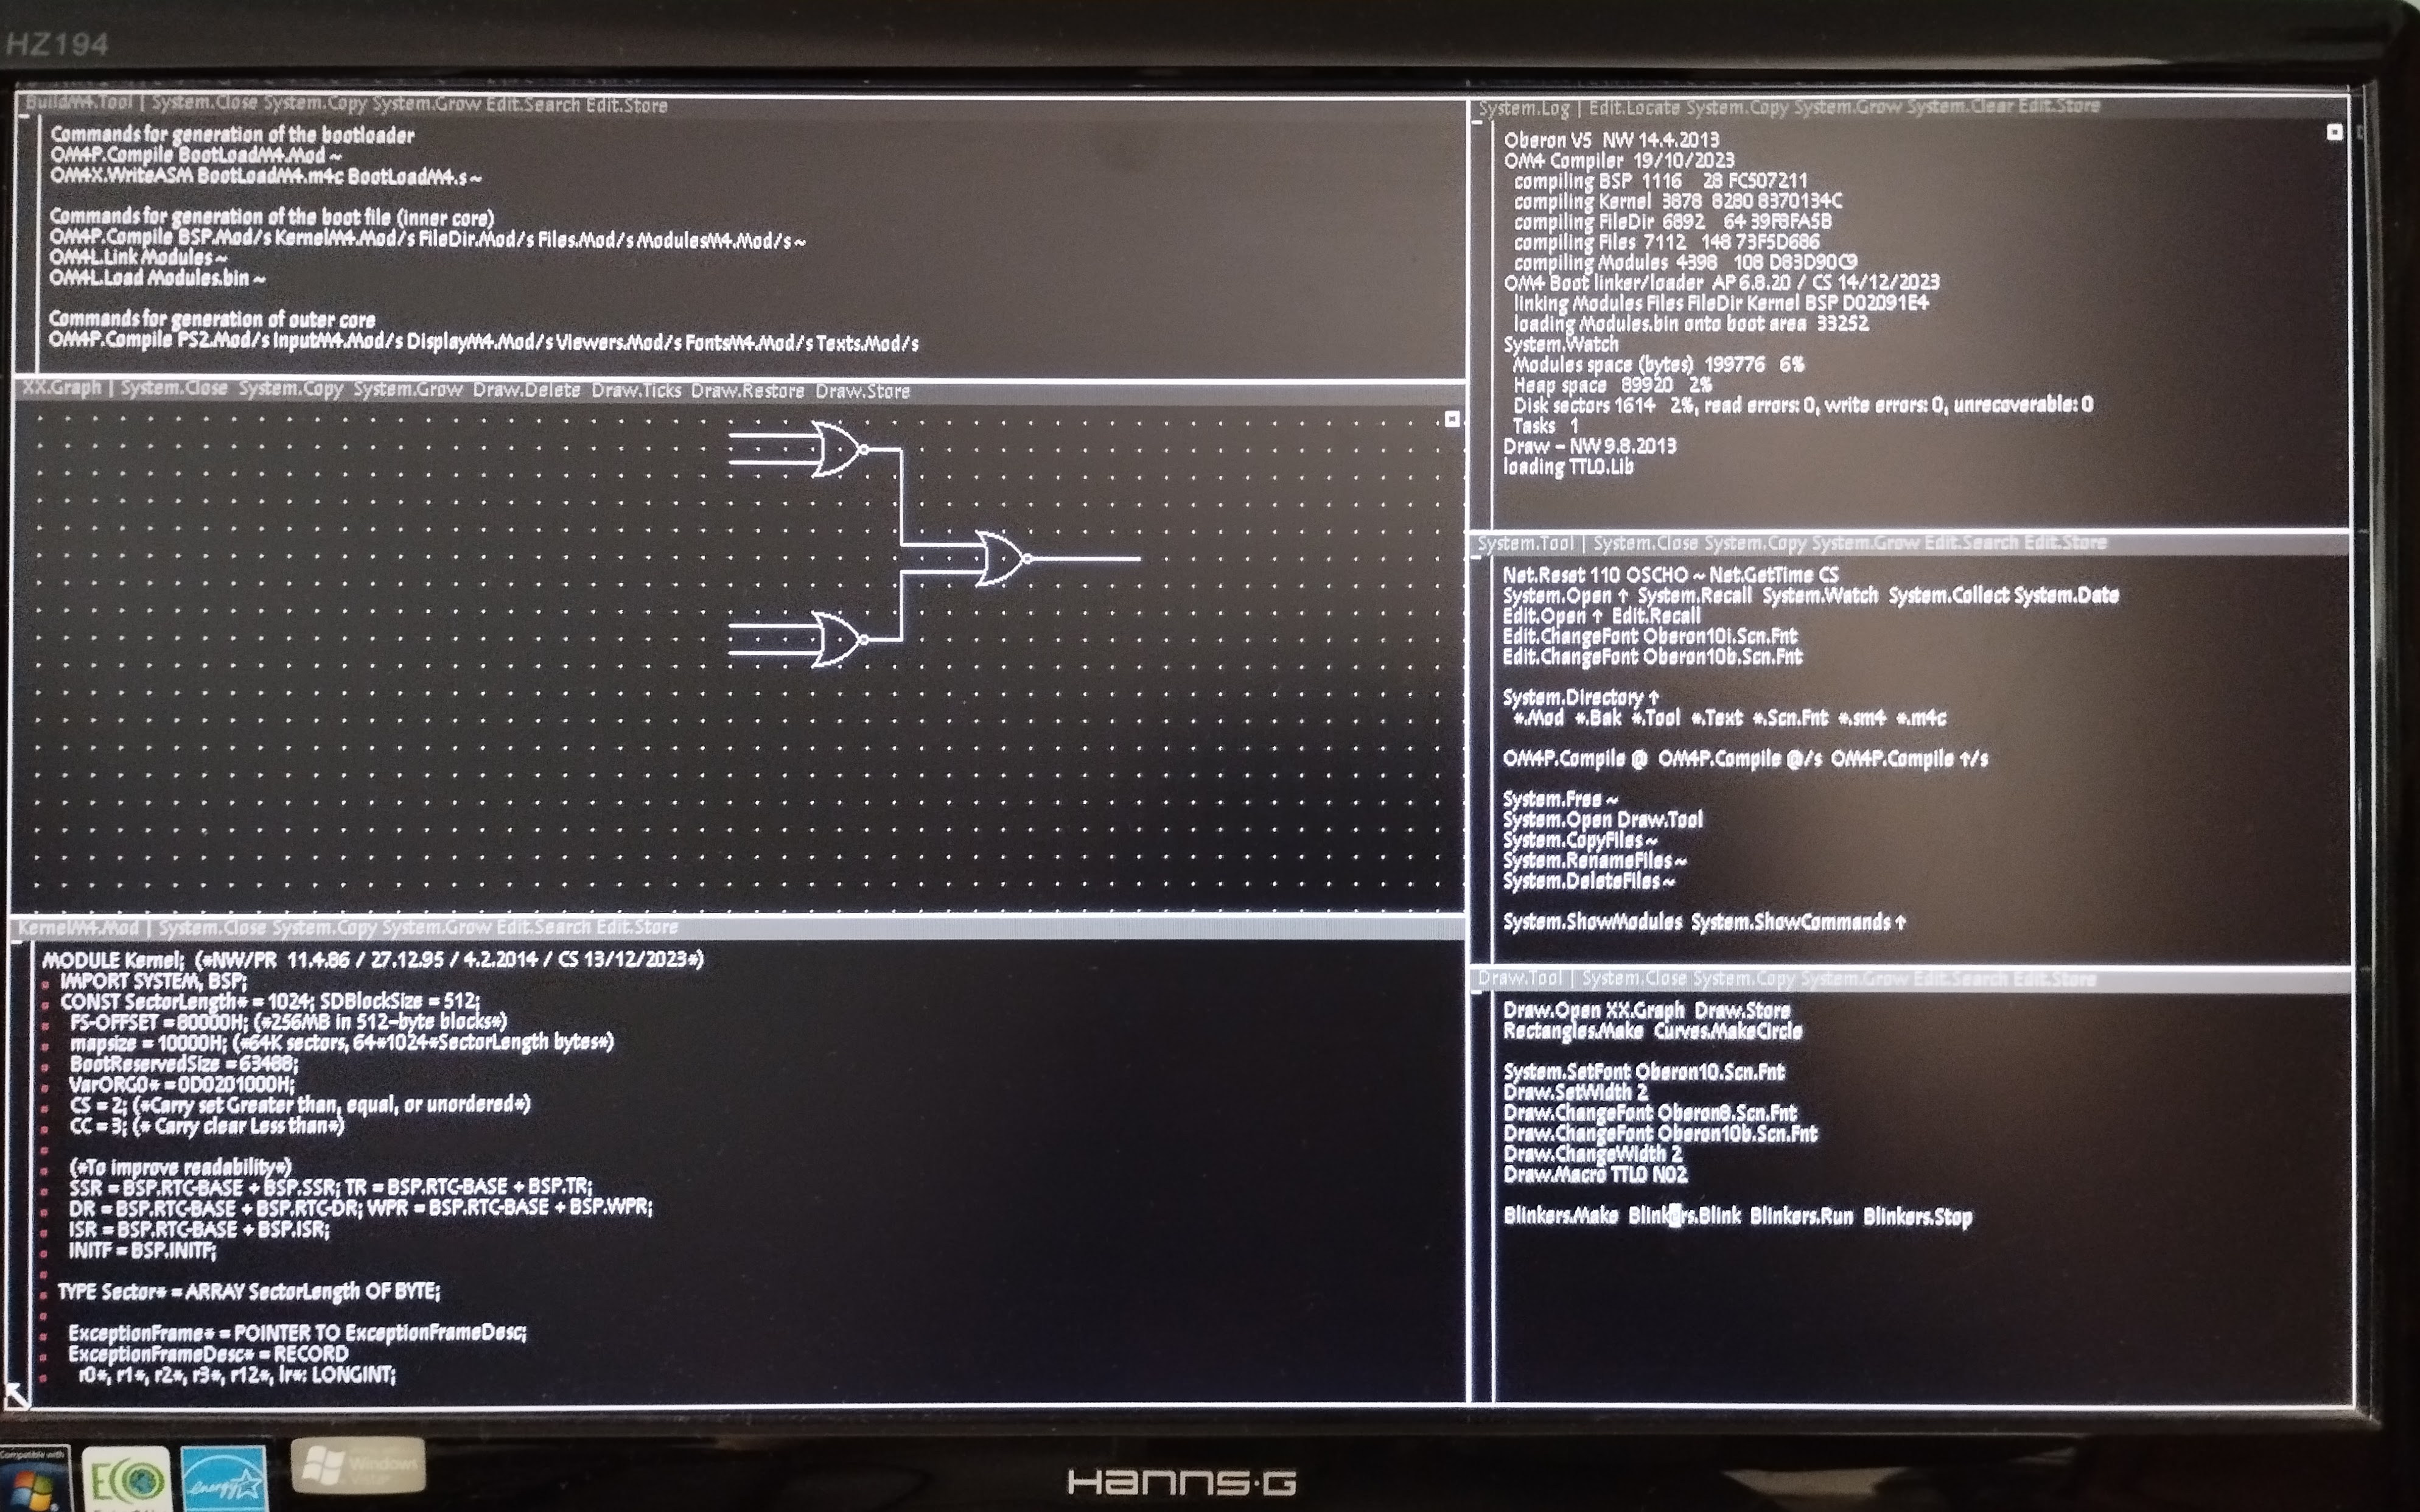 HZ194
BuildM4.Tool | System.Close System.Copy System.Grow Edit.Search Edit.Store
Commands for generation of the bootloader
OM4P.Compile BootLoadM4.Mod ~
OM4X.WriteASM BootLoadM4.m4c BootLoadM4.s ~
Commands for generation of the boot file (inner core)
OM4P.Compile BSP.Mod/s KernelM4.Mod/s FileDir.Mod/s Files.Mod/s ModulesM4.Mod/s ~
OM4L.Link Modules ~
OM4L.Load Modules.bin ~
Commands for generation of outer core
OM4P.Compile PS2.Mod/s InputM4.Mod/s DisplayM4.Mod/s Viewers.Mod/s FontsM4.Mod/s Texts.Mod/s
XX.Graph | System.Close System.Copy System.Grow Draw.Delete Draw.Ticks Draw.Restore Draw.Store
KernelM4.Mod | System.Close System.Copy System.Grow Edit.Search Edit.Store
MODULE Kernel; (*NW/PR 11.4.86 / 27.12.95 / 4.2.2014 / CS 13/12/2023*)
IMPORT SYSTEM, BSP;
CONST SectorLength* = 1024; SDBlockSize = 512;
FS-OFFSET = 80000H; (*256MB in 512-byte blocks*)
mapsize = 10000H; (*64K sectors, 64*1024*SectorLength bytes*)
BootReservedSize = 63488;
VarORG0* = 0D0201000H;
CS = 2; (*Carry set Greater than, equal, or unordered*)
CC = 3; (* Carry clear Less than*)
(*To improve readability*)
SSR = BSP.RTC-BASE + BSP.SSR; TR = BSP.RTC-BASE + BSP.TR;
DR = BSP.RTC-BASE + BSP.RTC-DR; WPR = BSP.RTC-BASE + BSP.WPR;
ISR = BSP.RTC-BASE + BSP.ISR;
INITF = BSP.INITF;
TYPE Sector* = ARRAY SectorLength OF BYTE;
ExceptionFrame* = POINTER TO ExceptionFrameDesc;
ExceptionFrameDesc* = RECORD
r0*, r1*, r2*, r3*, r12*, lr*: LONGINT;
System.Log | Edit.Locate System.Copy System.Grow System.Clear Edit.Store
Oberon V5 NW 14.4.2013
OM4 Compiler 19/10/2023
compiling BSP 1116 28 FC507211
compiling Kernel 3878 8280 8370134C
compiling FileDir 6892 64 39F8FA5B
compiling Files 7112 148 73F5D686
compiling Modules 4398 108 D83D90C9
OM4 Boot linker/loader AP 6.8.20 / CS 14/12/2023
linking Modules Files FileDir Kernel BSP D02091E4
loading Modules.bin onto boot area 33252
System.Watch
Modules space (bytes) 199776 6%
Heap space 89920 2%
Disk sectors 1614 2%, read errors: 0, write errors: 0, unrecoverable: 0
Tasks 1
Draw - NW 9.8.2013
loading TTL0.Lib
System.Tool | System.Close System.Copy System.Grow Edit.Search Edit.Store
Net.Reset 110 OSCHO ~ Net.GetTime CS
System.Open ↑ System.Recall System.Watch System.Collect System.Date
Edit.Open ↑ Edit.Recall
Edit.ChangeFont Oberon10i.Scn.Fnt
Edit.ChangeFont Oberon10b.Scn.Fnt
System.Directory ↑
*.Mod *.Bak *.Tool *.Text *.Scn.Fnt *.sm4 *.m4c
OM4P.Compile @ OM4P.Compile @/s OM4P.Compile ↑/s
System.Free ~
System.Open Draw.Tool
System.CopyFiles ~
System.RenameFiles ~
System.DeleteFiles ~
System.ShowModules System.ShowCommands ↑
Draw.Tool | System.Close System.Copy System.Grow Edit.Search Edit.Store
Draw.Open XX.Graph Draw.Store
Rectangles.Make Curves.MakeCircle
System.SetFont Oberon10.Scn.Fnt
Draw.SetWidth 2
Draw.ChangeFont Oberon8.Scn.Fnt
Draw.ChangeFont Oberon10b.Scn.Fnt
Draw.ChangeWidth 2
Draw.Macro TTL0 N02
Blinkers.Make Blinkers.Blink Blinkers.Run Blinkers.Stop
Compatible with
ECO
energy
Windows
HANNS·G